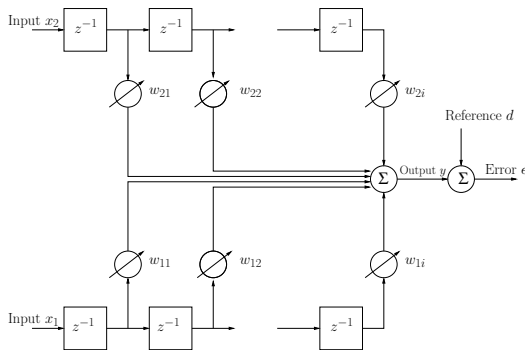 Input x₂
z⁻¹
z⁻¹
z⁻¹
w₂₁
w₂₂
w₂ᵢ
Reference d
Σ
Output y
Σ
Error e
w₁₁
w₁₂
w₁ᵢ
Input x₁
z⁻¹
z⁻¹
z⁻¹